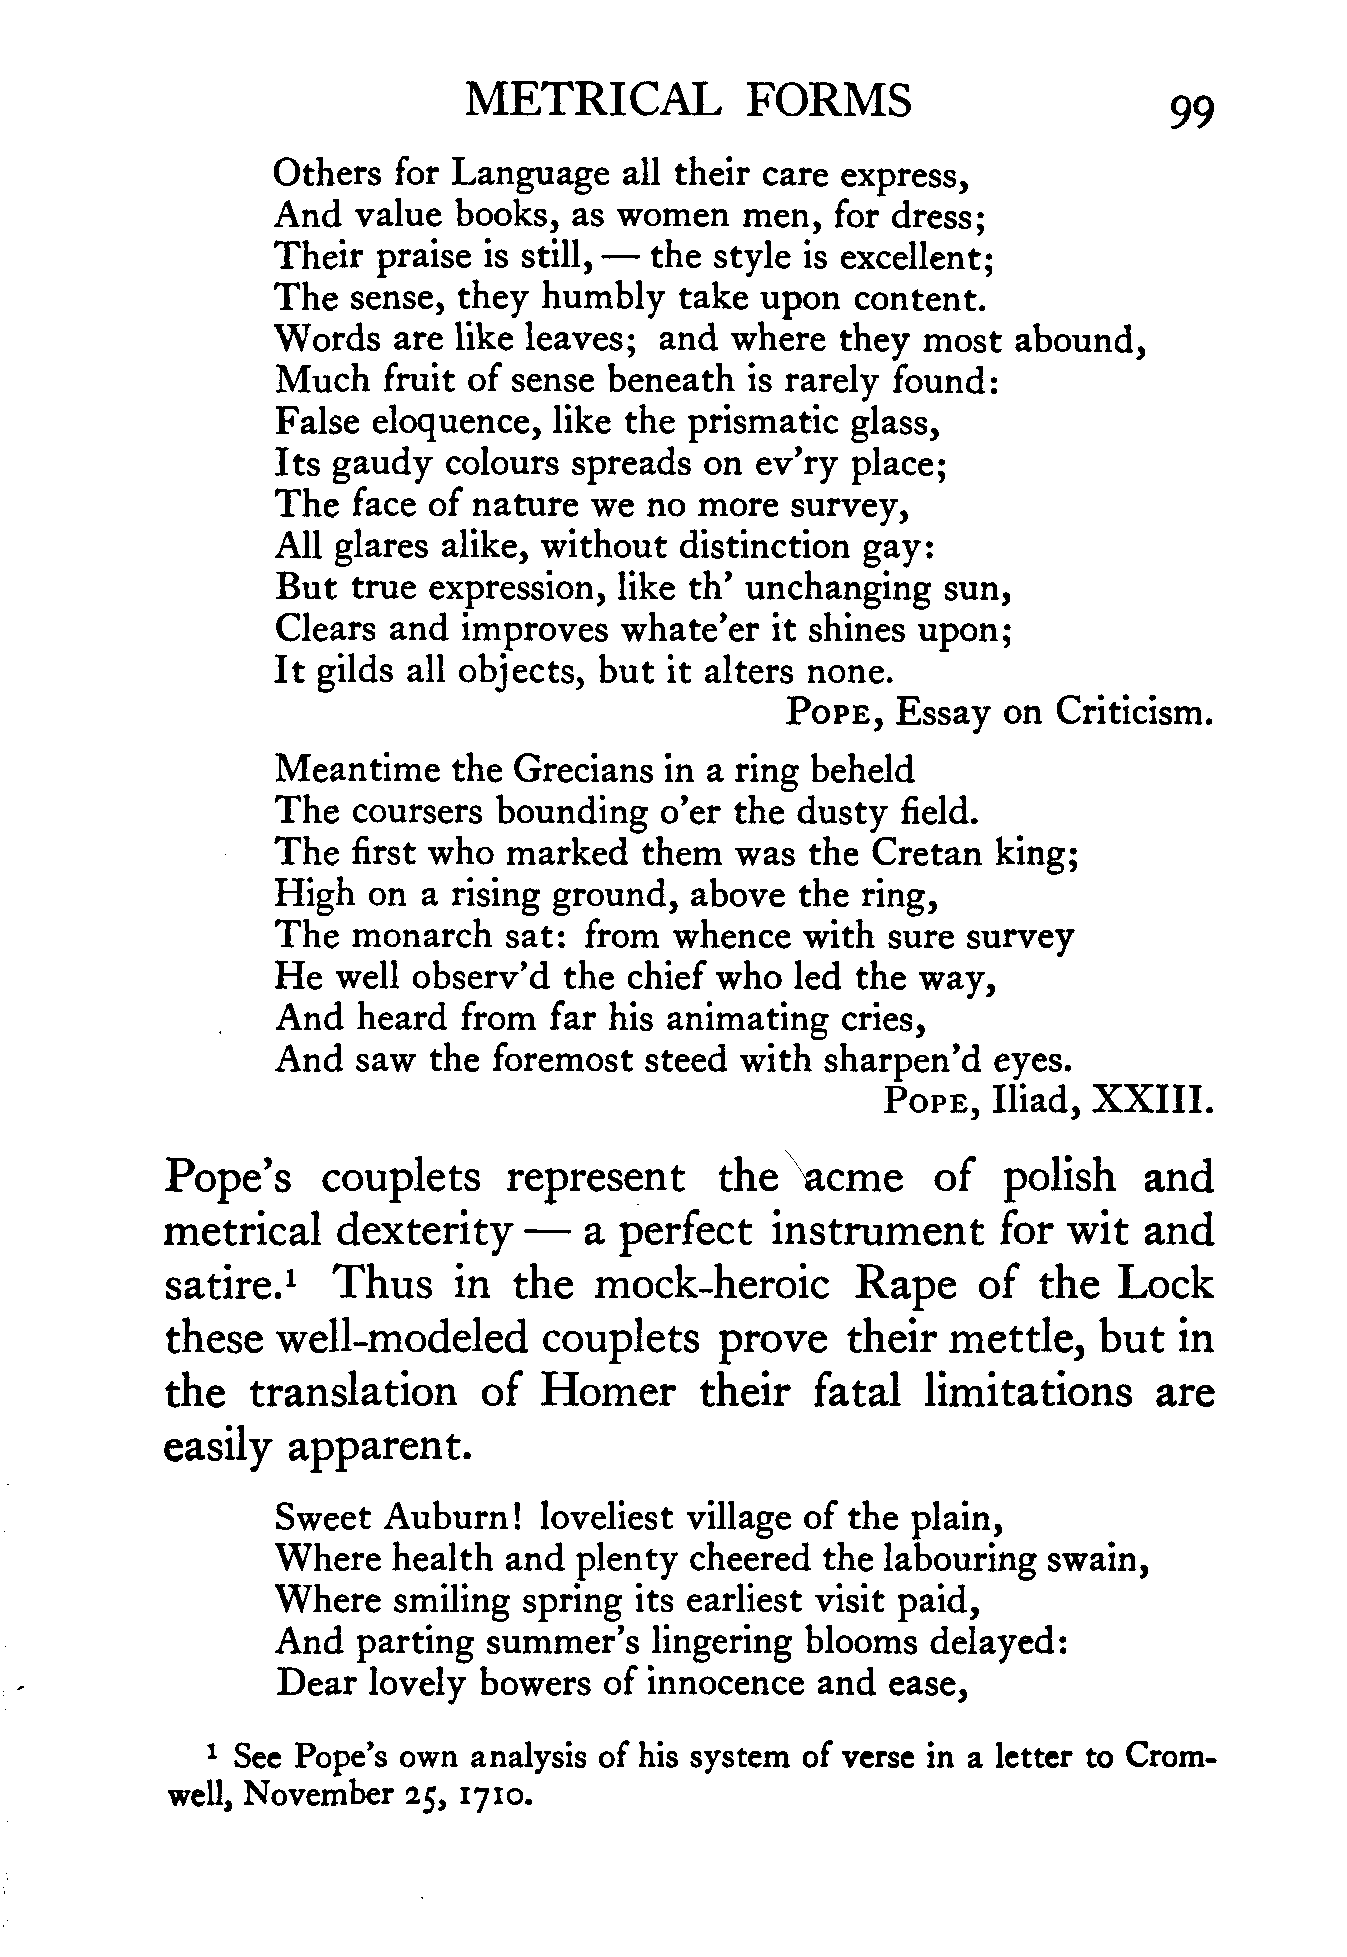 METRICAL FORMS 99
Others for Language all their care express,
And value books, as women men, for dress;
Their praise is still, — the style is excellent;
The sense, they humbly take upon content.
Words are like leaves; and where they most abound,
Much fruit of sense beneath is rarely found:
False eloquence, like the prismatic glass,
Its gaudy colours spreads on ev'ry place;
The face of nature we no more survey,
All glares alike, without distinction gay:
But true expression, like th' unchanging sun,
Clears and improves whate'er it shines upon;
It gilds all objects, but it alters none.
POPE, Essay on Criticism.
Meantime the Grecians in a ring beheld
The coursers bounding o'er the dusty field.
The first who marked them was the Cretan king;
High on a rising ground, above the ring,
The monarch sat: from whence with sure survey
He well observ'd the chief who led the way,
And heard from far his animating cries,
And saw the foremost steed with sharpen'd eyes.
POPE, Iliad, XXIII.
Pope's couplets represent the acme of polish and
metrical dexterity — a perfect instrument for wit and
satire.¹ Thus in the mock-heroic Rape of the Lock
these well-modeled couplets prove their mettle, but in
the translation of Homer their fatal limitations are
easily apparent.
Sweet Auburn! loveliest village of the plain,
Where health and plenty cheered the labouring swain,
Where smiling spring its earliest visit paid,
And parting summer's lingering blooms delayed:
Dear lovely bowers of innocence and ease,
¹ See Pope's own analysis of his system of verse in a letter to Crom-
well, November 25, 1710.